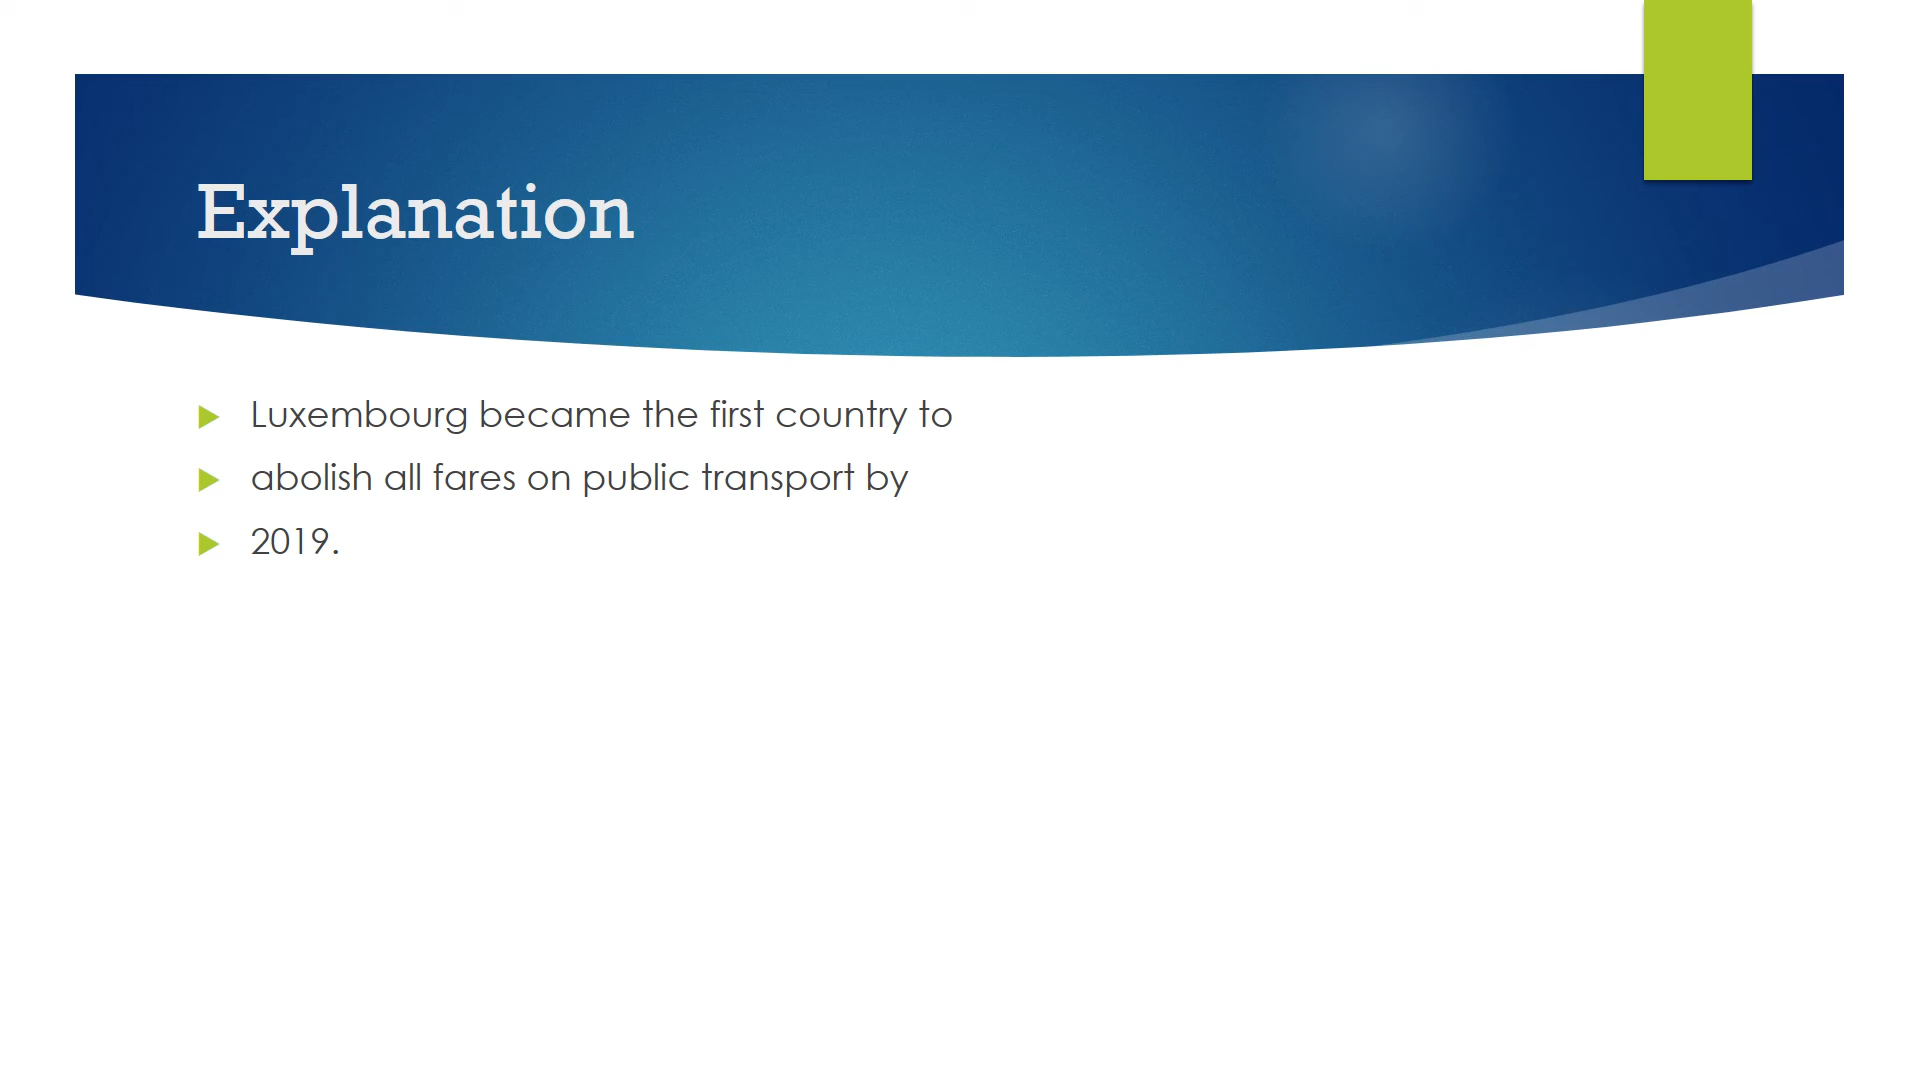 Explanation
Luxembourg became the first country to
abolish all fares on public transport by
2019.